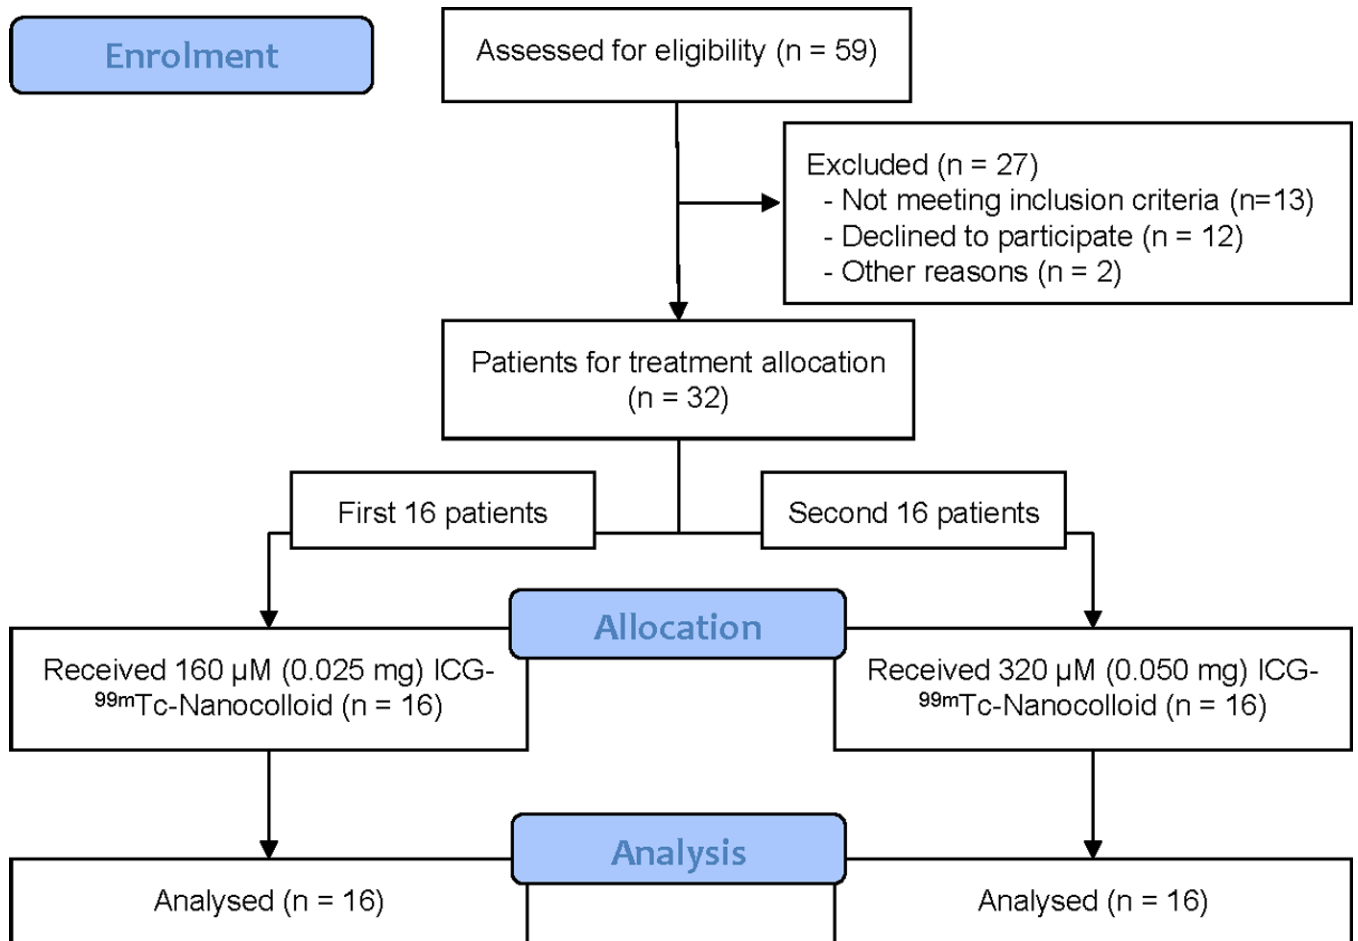 Enrolment
Assessed for eligibility (n = 59)
Excluded (n = 27)
- Not meeting inclusion criteria (n=13)
- Declined to participate (n = 12)
- Other reasons (n = 2)
Patients for treatment allocation
(n = 32)
First 16 patients
Second 16 patients
Allocation
Received 160 µM (0.025 mg) ICG-
⁹⁹ᵐTc-Nanocolloid (n = 16)
Received 320 µM (0.050 mg) ICG-
⁹⁹ᵐTc-Nanocolloid (n = 16)
Analysis
Analysed (n = 16)
Analysed (n = 16)